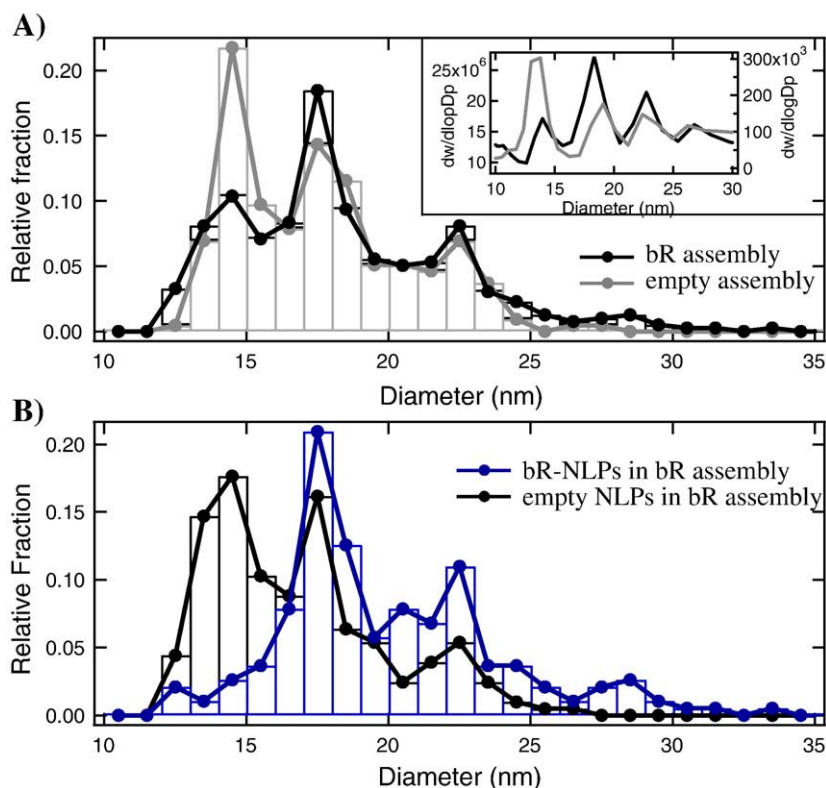 A)
0.20
0.15
0.10
0.05
0.00
Relative fraction
10 15 20 25 30 35
Diameter (nm)
25x10⁶
20
15
10
dw/dlopDp
300x10³
200
100
0
dw/dlogDp
10 15 20 25 30
Diameter (nm)
bR assembly
empty assembly
B)
0.20
0.15
0.10
0.05
0.00
Relative Fraction
10 15 20 25 30 35
Diameter (nm)
bR-NLPs in bR assembly
empty NLPs in bR assembly